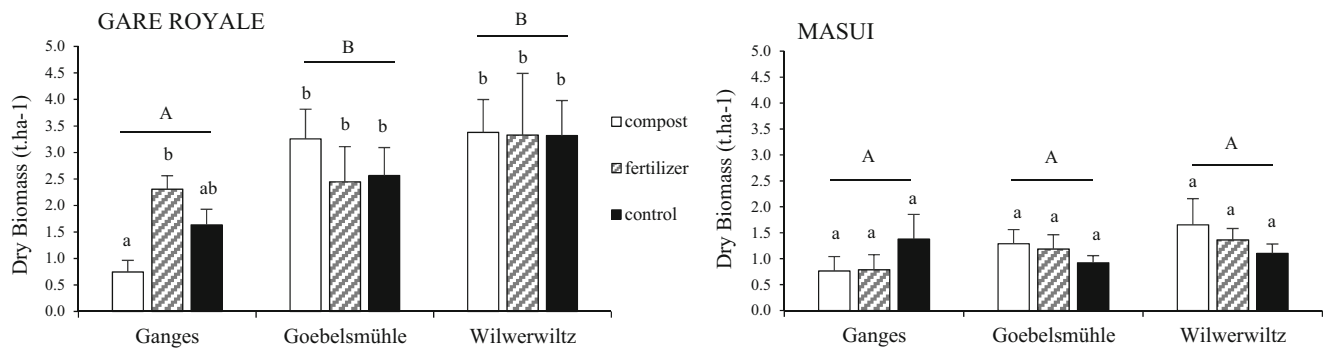 GARE ROYALE
Dry Biomass (t.ha-1)
5.0
4.5
4.0
3.5
3.0
2.5
2.0
1.5
1.0
0.5
0.0
A
B
B
a
b
ab
b
b
b
b
b
b
Ganges
Goebelsmühle
Wilwerwiltz
compost
fertilizer
control
MASUI
Dry Biomass (t.ha-1)
5.0
4.5
4.0
3.5
3.0
2.5
2.0
1.5
1.0
0.5
0.0
A
A
A
a
a
a
a
a
a
a
a
a
Ganges
Goebelsmühle
Wilwerwiltz